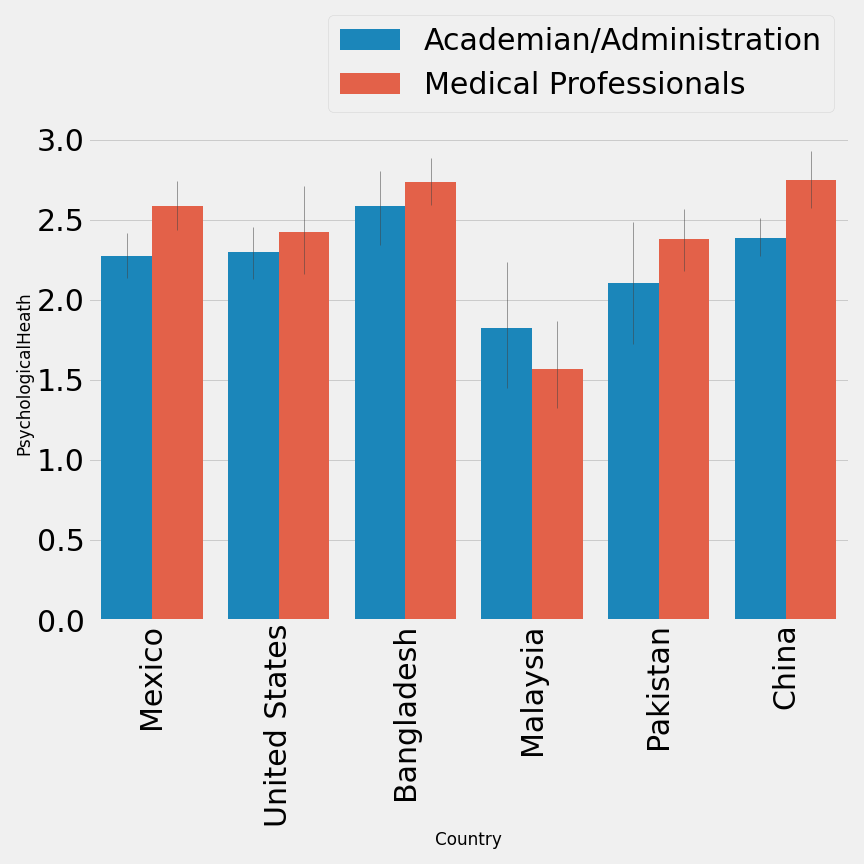 Academian/Administration
Medical Professionals
3.0
2.5
2.0
1.5
1.0
0.5
0.0
PsychologicalHeath
Mexico
United States
Bangladesh
Malaysia
Pakistan
China
Country